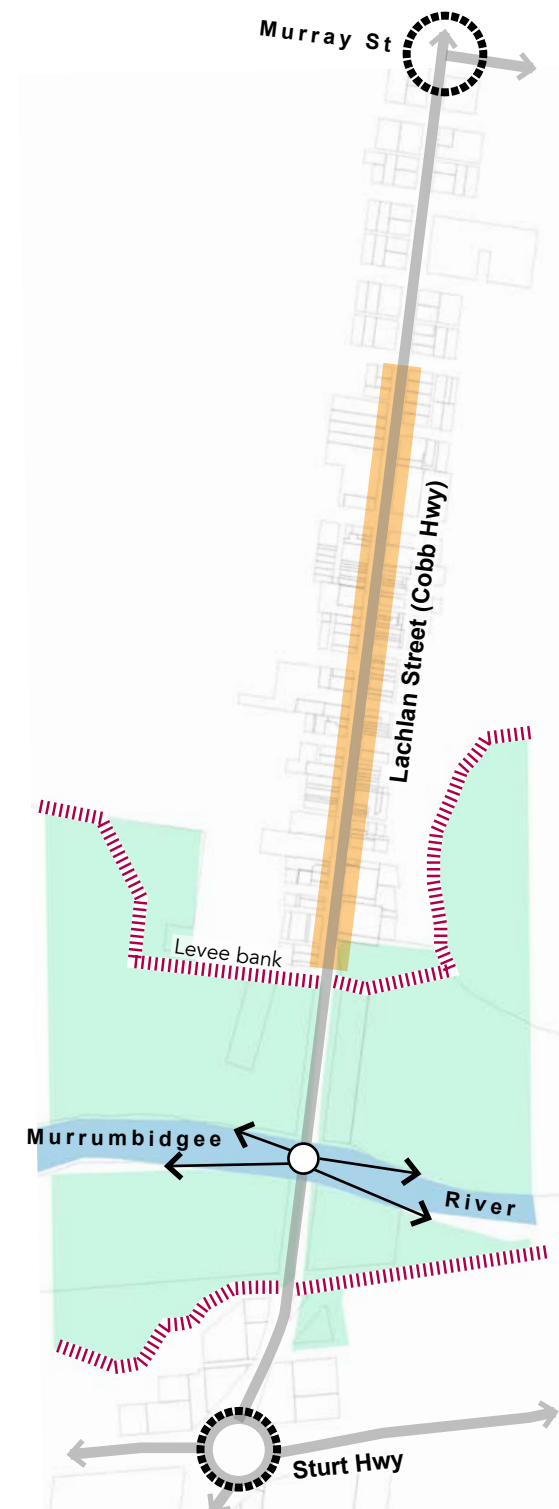 Murray St
Lachlan Street (Cobb Hwy)
Levee bank
Murrumbidgee
River
Sturt Hwy